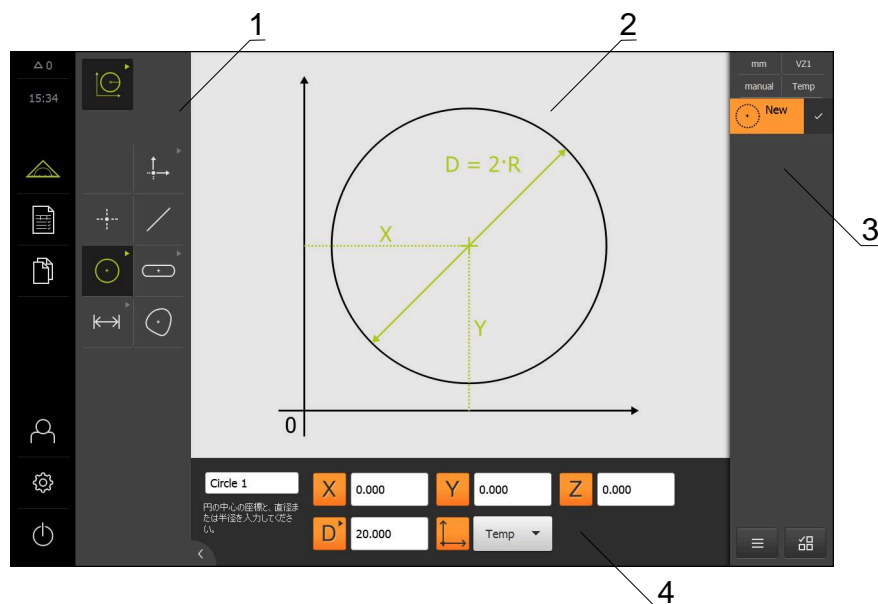 1
2
3
4
△ 0
15:34
D = 2·R
X
Y
0
mm
VZ1
manual
Temp
New
Circle 1
円の中心の座標と、直径ま
たは半径を入力してくださ
い。
X
0.000
Y
0.000
Z
0.000
D
20.000
Temp